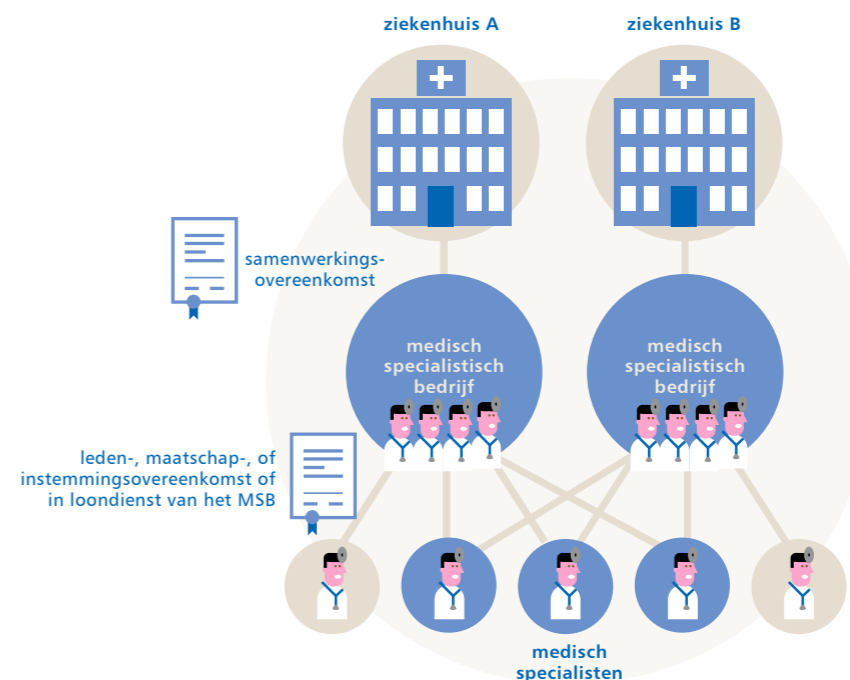 ziekenhuis A
ziekenhuis B
samenwerkings-
overeenkomst
medisch
specialistisch
bedrijf
medisch
specialistisch
bedrijf
leden-, maatschap-, of
instemmingsovereenkomst of
in loondienst van het MSB
medisch
specialisten